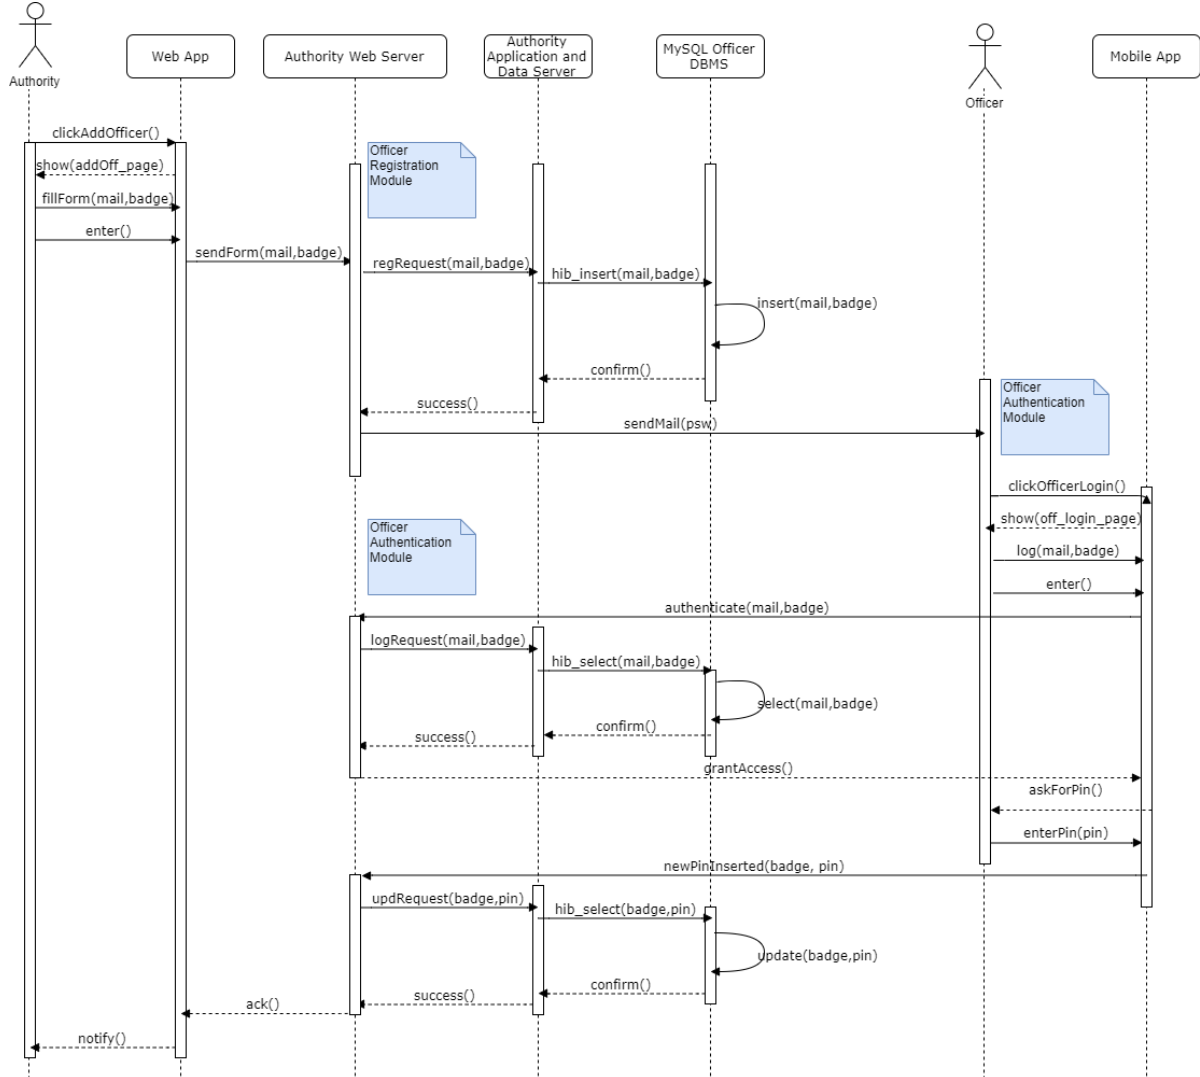 Authority
Web App
Authority Web Server
Authority
Application and
Data Server
MySQL Officer
DBMS
Officer
Mobile App
clickAddOfficer()
show(addOff_page)
fillForm(mail,badge)
enter()
sendForm(mail,badge)
Officer
Registration
Module
regRequest(mail,badge)
hib_insert(mail,badge)
insert(mail,badge)
confirm()
success()
sendMail(psw)
Officer
Authentication
Module
clickOfficerLogin()
show(off_login_page)
log(mail,badge)
enter()
Officer
Authentication
Module
authenticate(mail,badge)
logRequest(mail,badge)
hib_select(mail,badge)
select(mail,badge)
confirm()
success()
grantAccess()
askForPin()
enterPin(pin)
newPinInserted(badge, pin)
updRequest(badge,pin)
hib_select(badge,pin)
update(badge,pin)
confirm()
success()
ack()
notify()